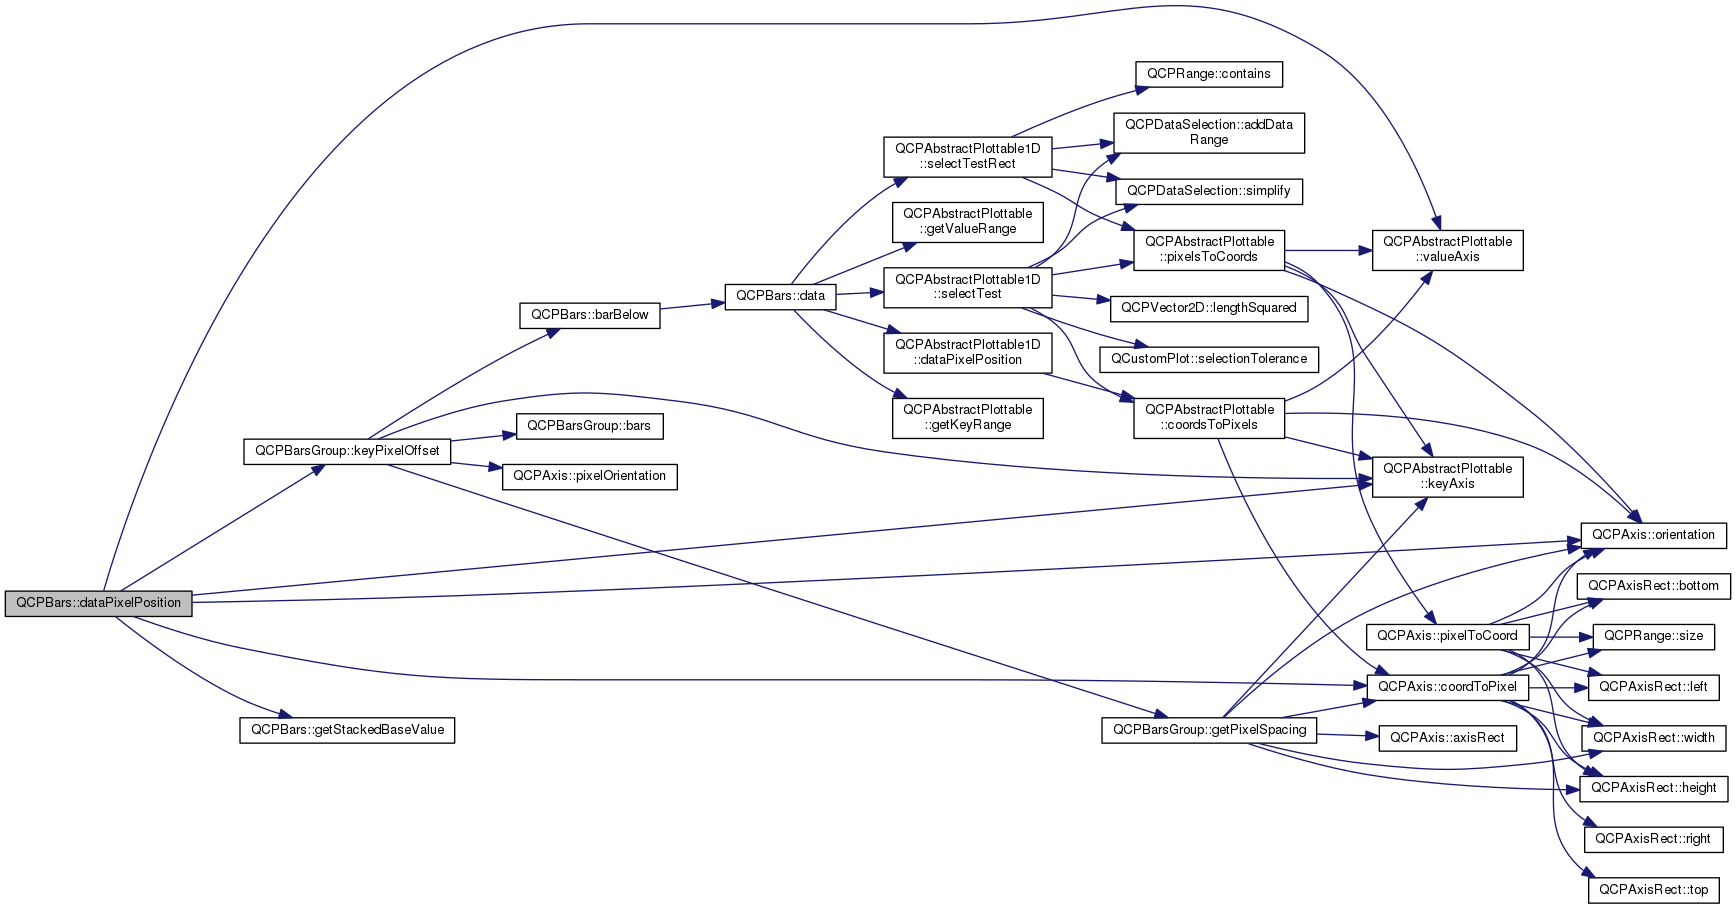 QCPRange::contains
QCPDataSelection::addData
Range
QCPAbstractPlottable1D
::selectTestRect
QCPDataSelection::simplify
QCPAbstractPlottable
::getValueRange
QCPAbstractPlottable
::pixelsToCoords
QCPAbstractPlottable
::valueAxis
QCPAbstractPlottable1D
::selectTest
QCPBars::data
QCPVector2D::lengthSquared
QCPBars::barBelow
QCPAbstractPlottable1D
::dataPixelPosition
QCustomPlot::selectionTolerance
QCPAbstractPlottable
::getKeyRange
QCPAbstractPlottable
::coordsToPixels
QCPBarsGroup::bars
QCPBarsGroup::keyPixelOffset
QCPAxis::pixelOrientation
QCPAbstractPlottable
::keyAxis
QCPAxis::orientation
QCPAxisRect::bottom
QCPBars::dataPixelPosition
QCPAxis::pixelToCoord
QCPRange::size
QCPAxis::coordToPixel
QCPAxisRect::left
QCPBars::getStackedBaseValue
QCPBarsGroup::getPixelSpacing
QCPAxis::axisRect
QCPAxisRect::width
QCPAxisRect::height
QCPAxisRect::right
QCPAxisRect::top